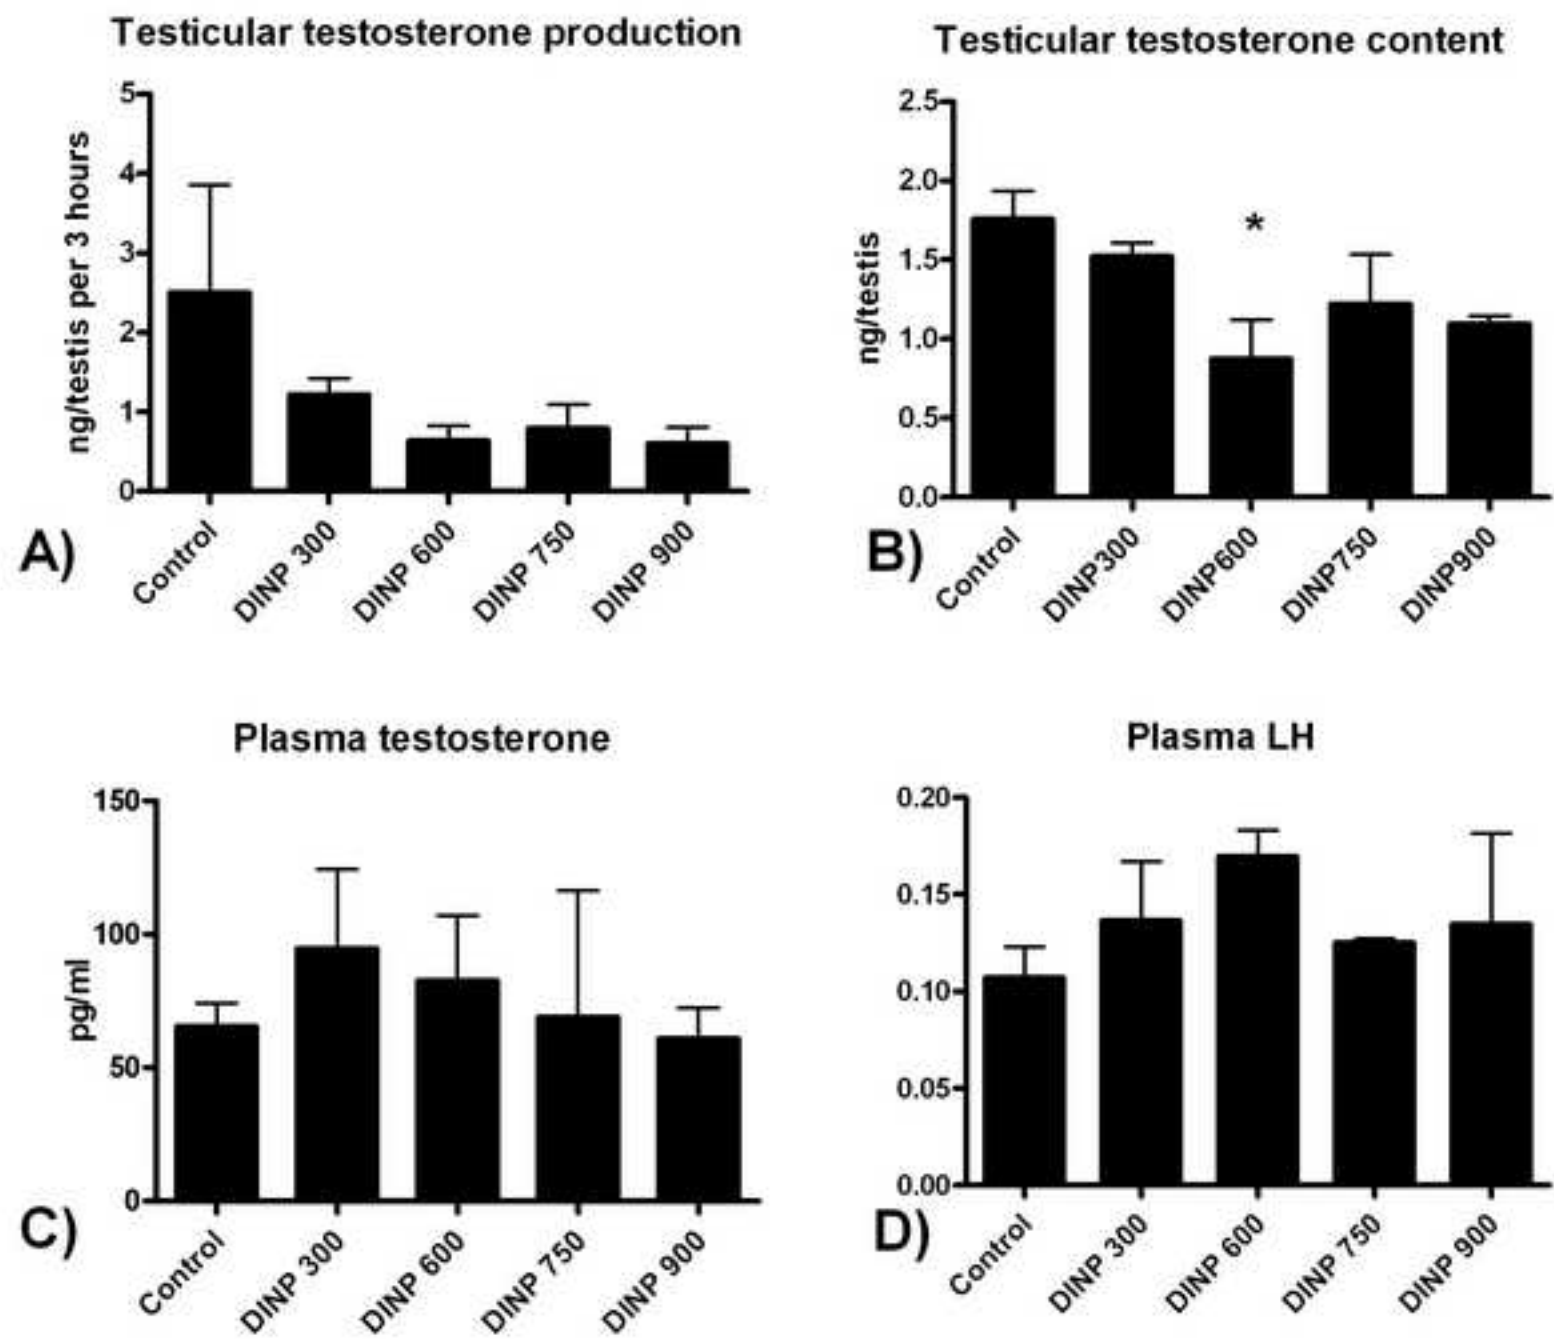 Testicular testosterone production
5
4
3
2
1
0
ng/testis per 3 hours
Control
DINP 300
DINP 600
DINP 750
DINP 900
A)
Testicular testosterone content
2.5
2.0
1.5
1.0
0.5
0.0
ng/testis
*
Control
DINP300
DINP600
DINP750
DINP900
B)
Plasma testosterone
150
100
50
0
pg/ml
Control
DINP 300
DINP 600
DINP 750
DINP 900
C)
Plasma LH
0.20
0.15
0.10
0.05
0.00
Control
DINP 300
DINP 600
DINP 750
DINP 900
D)